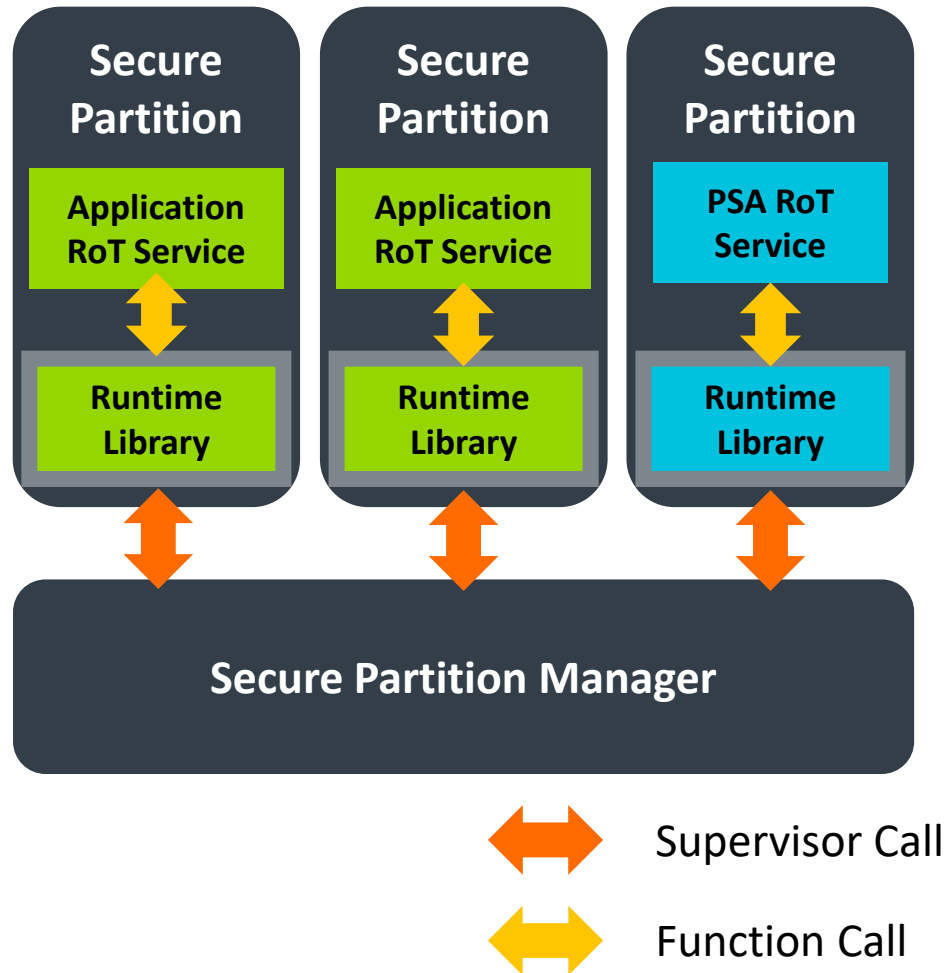 Secure
Partition
Application
RoT Service
Runtime
Library
Secure
Partition
Application
RoT Service
Runtime
Library
Secure
Partition
PSA RoT
Service
Runtime
Library
Secure Partition Manager
Supervisor Call
Function Call